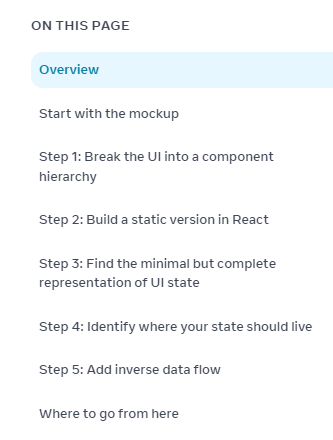 ON THIS PAGE
Overview
Start with the mockup
Step 1: Break the UI into a component
hierarchy
Step 2: Build a static version in React
Step 3: Find the minimal but complete
representation of UI state
Step 4: Identify where your state should live
Step 5: Add inverse data flow
Where to go from here